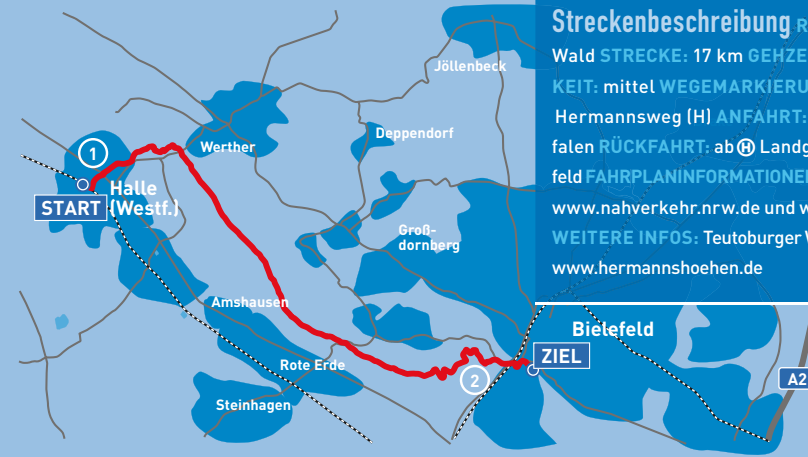 Streckenbeschreibung
Wald STRECKE: 17 km
KEIT: mittel
Hermannsweg (H) ANFAHRT:
falen RÜCKFAHRT: ab Ⓗ
feld
www.nahverkehr.nrw.de und
WEITERE INFOS: Teutoburger
www.hermannshoehen.de
Jöllenbeck
Deppendorf
Werther
1
Halle
START (Westf.)
Groß-
dornberg
Amshausen
Bielefeld
ZIEL
Rote Erde
2
A2
Steinhagen